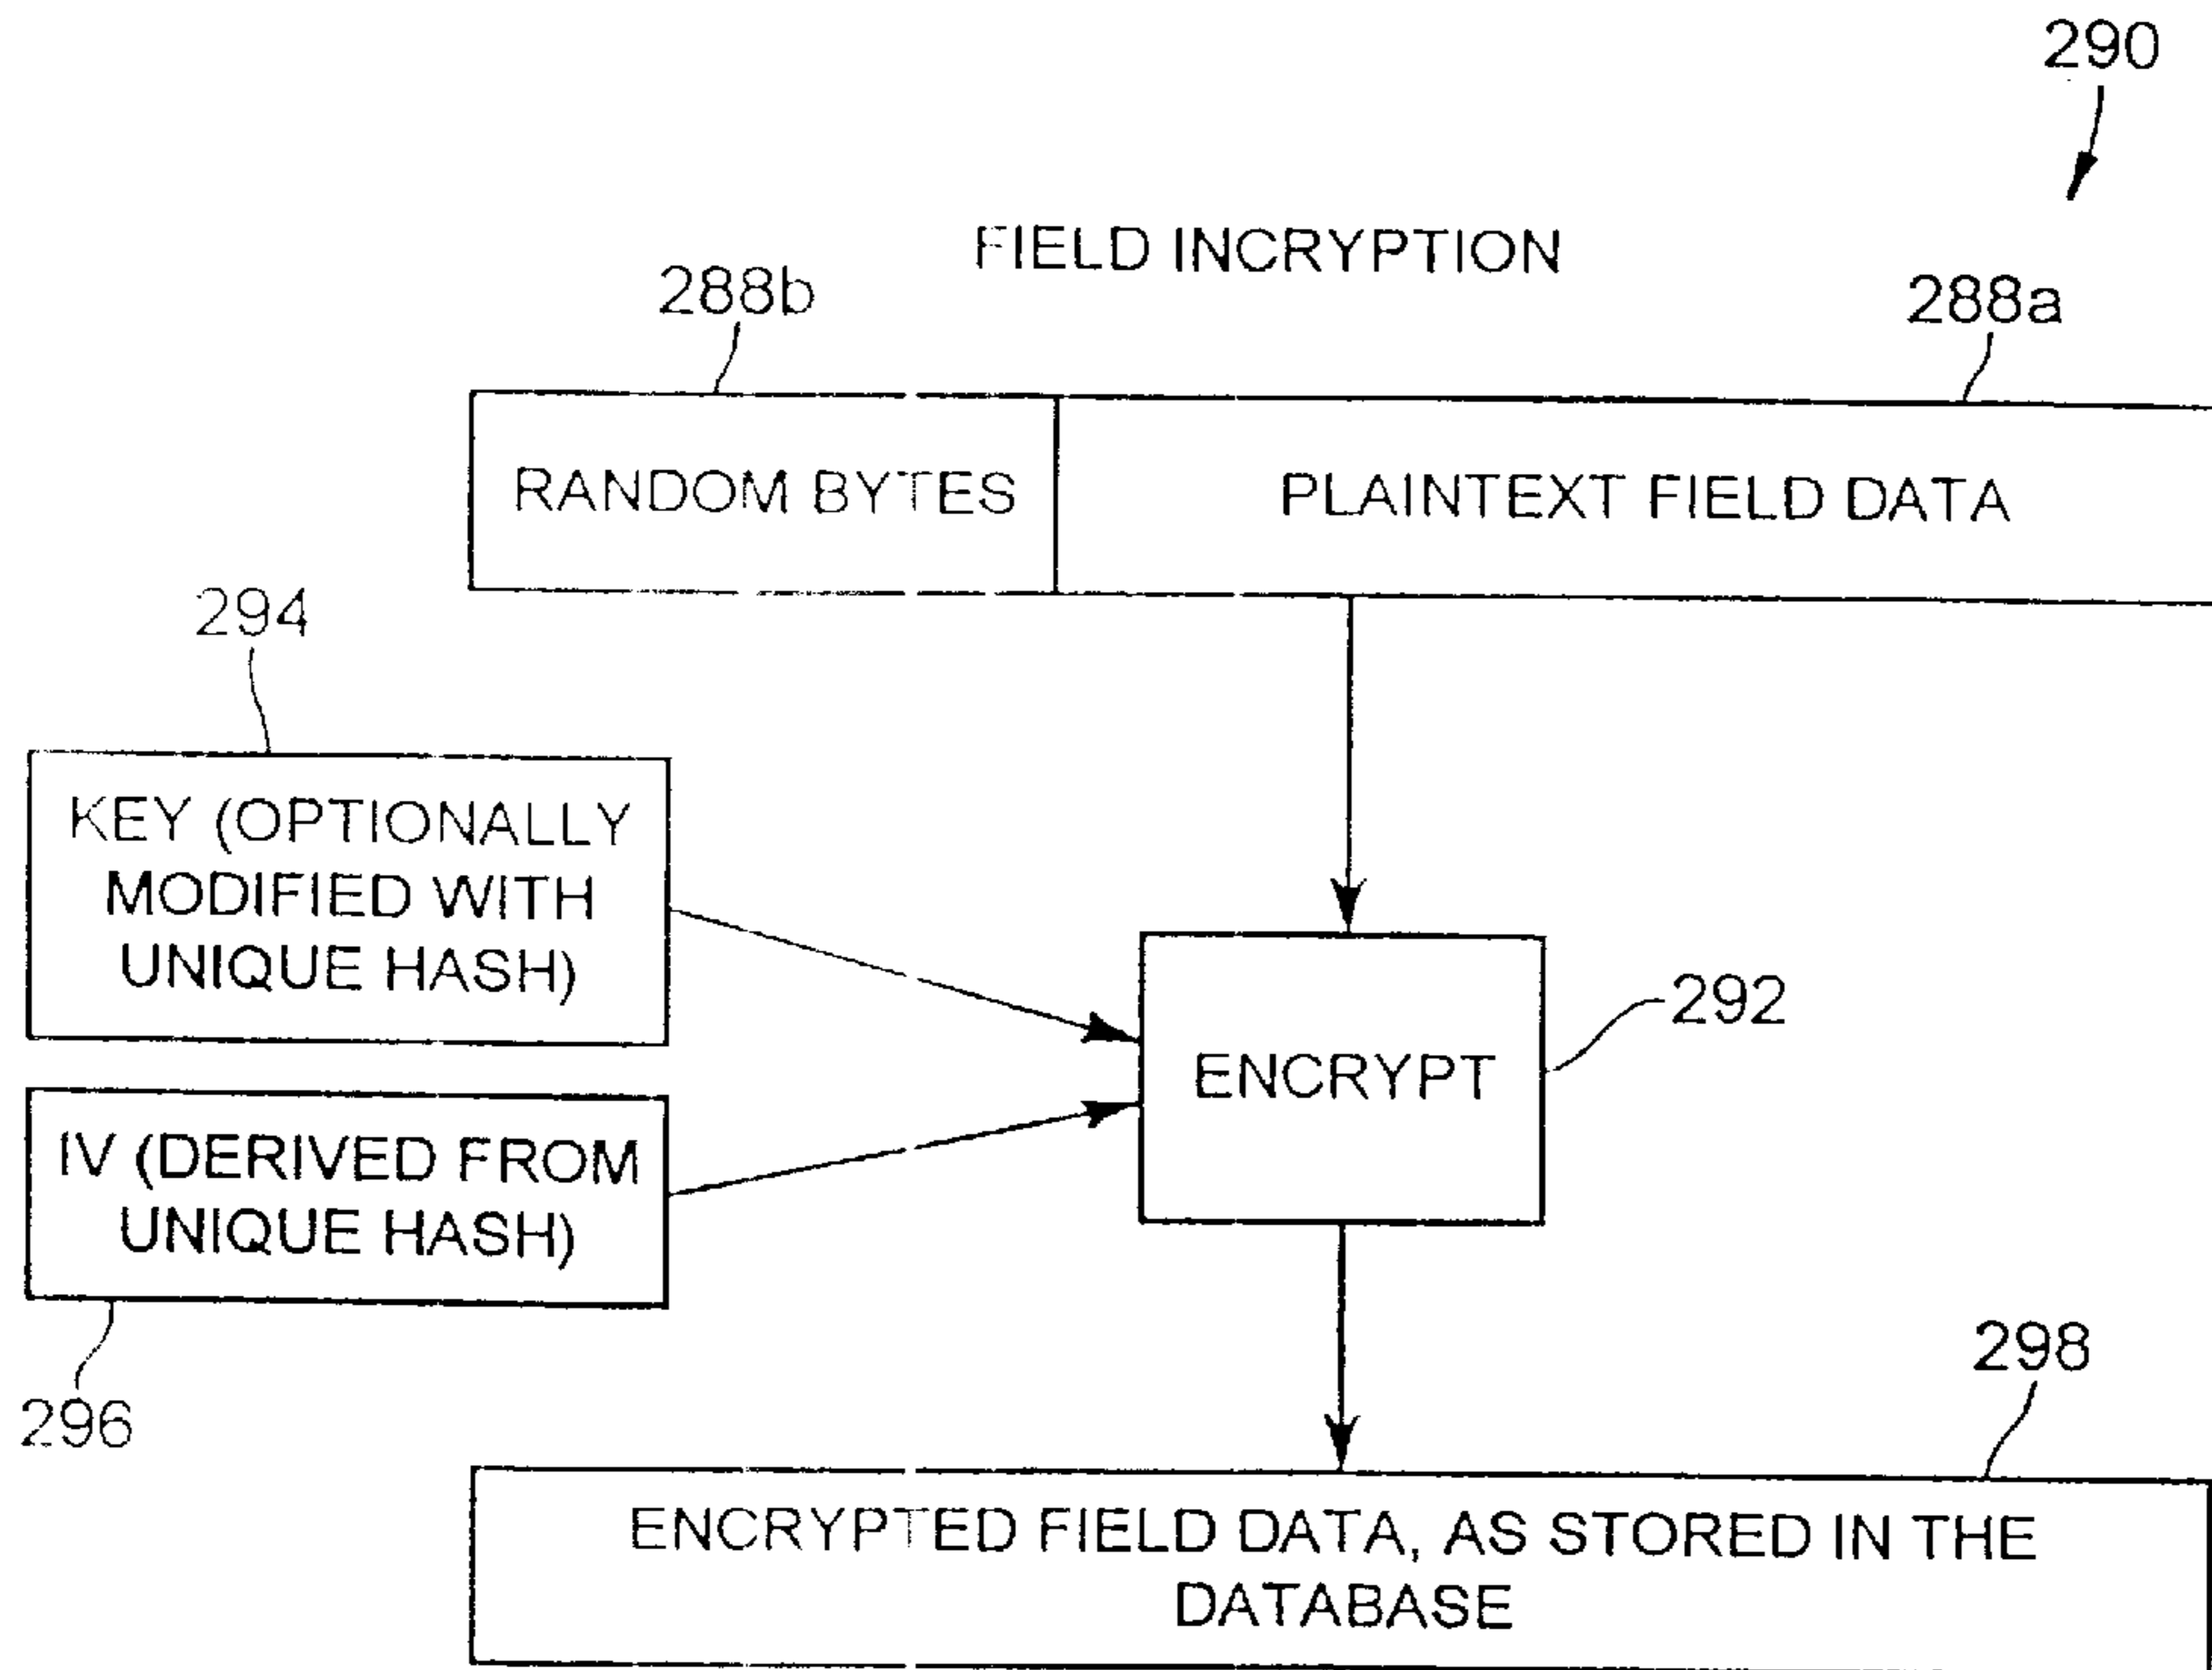 290
FIELD INCRYPTION
288b
288a
RANDOM BYTES
PLAINTEXT FIELD DATA
294
KEY (OPTIONALLY
MODIFIED WITH
UNIQUE HASH)
ENCRYPT
292
IV (DERIVED FROM
UNIQUE HASH)
296
298
ENCRYPTED FIELD DATA, AS STORED IN THE
DATABASE